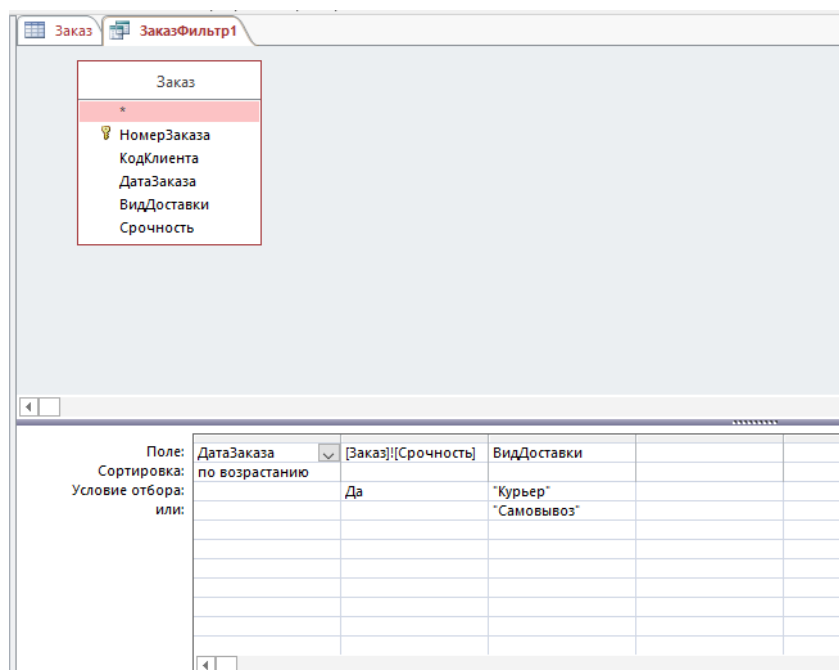 Заказ ЗаказФильтр1
Заказ
*
НомерЗаказа
КодКлиента
ДатаЗаказа
ВидДоставки
Срочность
Поле: ДатаЗаказа [Заказ]![Срочность] ВидДоставки
Сортировка: по возрастанию
Условие отбора: Да "Курьер"
или: "Самовывоз"